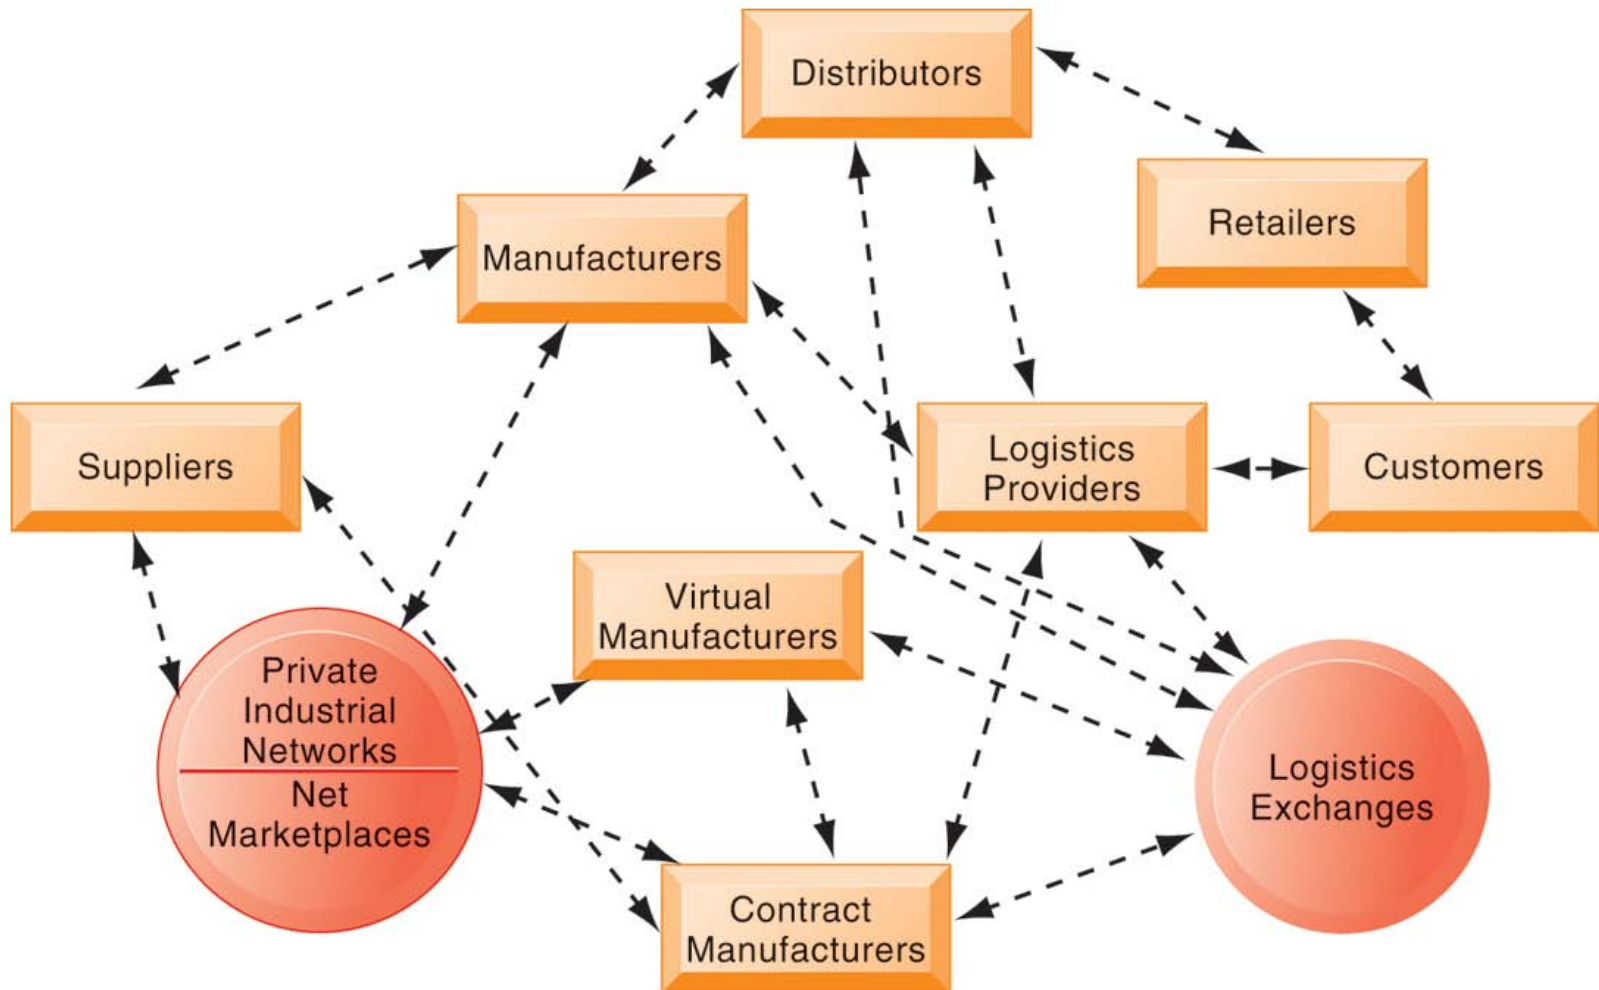 Distributors
Retailers
Manufacturers
Suppliers
Logistics
Providers
Customers
Virtual
Manufacturers
Private
Industrial
Networks
Net
Marketplaces
Logistics
Exchanges
Contract
Manufacturers